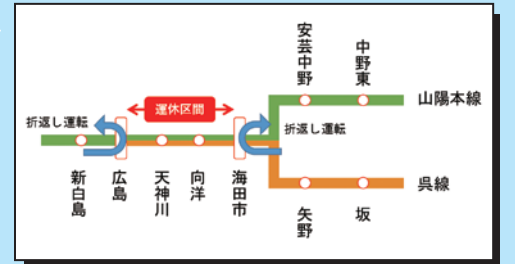 安芸中野
中野東
運休区間
山陽本線
折返し運転
折返し運転
新白島
広島
天神川
向洋
海田市
呉線
矢野
坂